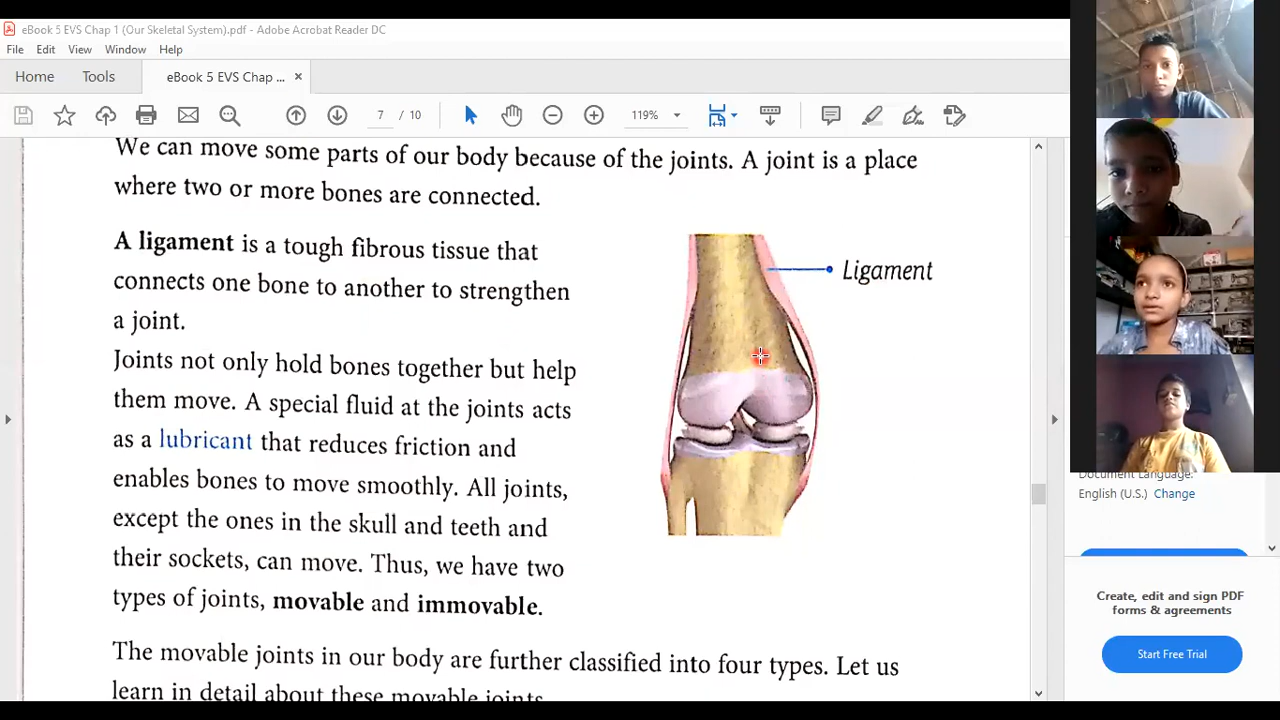 eBook 5 EVS Chap 1 (Our Skeletal System).pdf - Adobe Acrobat Reader DC
File Edit View Window Help
Home Tools eBook 5 EVS Chap ... ×
7 / 10 119%
We can move some parts of our body because of the joints. A joint is a place
where two or more bones are connected.
A ligament is a tough fibrous tissue that
connects one bone to another to strengthen
a joint.
Ligament
Joints not only hold bones together but help
them move. A special fluid at the joints acts
as a lubricant that reduces friction and
enables bones to move smoothly. All joints,
except the ones in the skull and teeth and
their sockets, can move. Thus, we have two
types of joints, movable and immovable.
The movable joints in our body are further classified into four types. Let us
learn in detail about these movable joints
Document Language:
English (U.S.) Change
Create, edit and sign PDF
forms & agreements
Start Free Trial